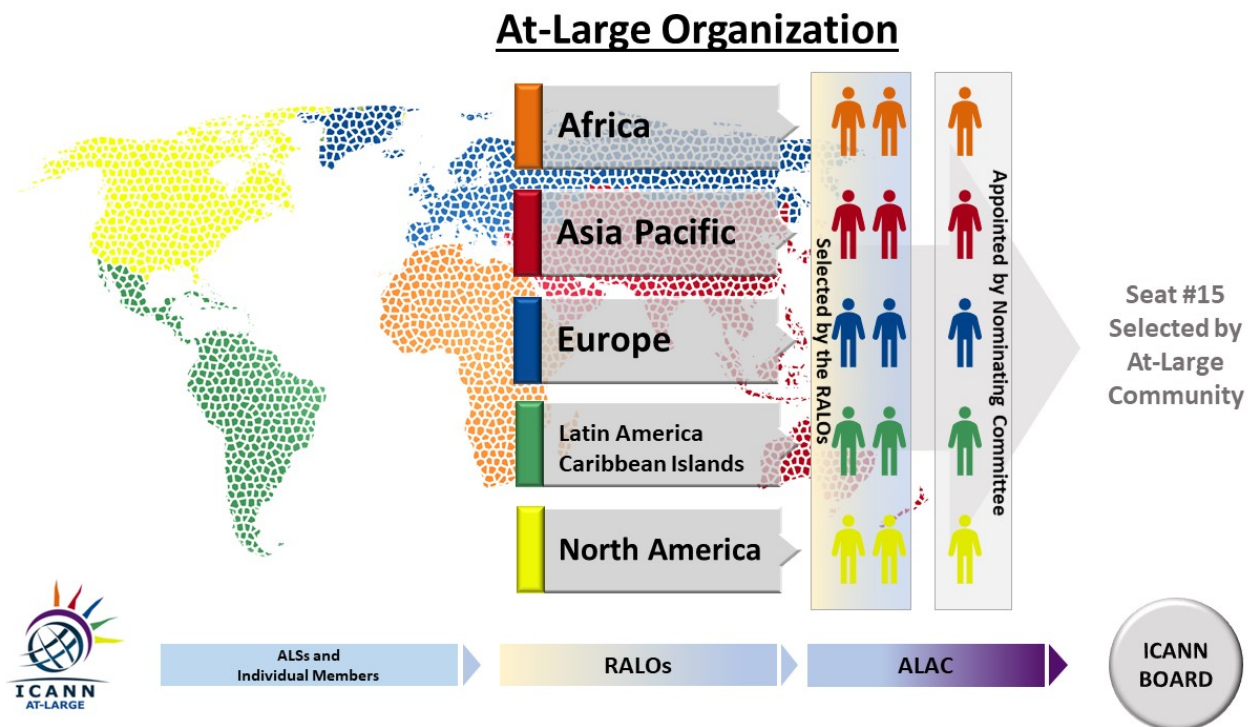 At-Large Organization
Africa
Asia Pacific
Europe
Latin America
Caribbean Islands
North America
Selected by the RALOs
Appointed by Nominating Committee
Seat #15
Selected by
At-Large
Community
ICANN
AT-LARGE
ALSs and
Individual Members
RALOs
ALAC
ICANN
BOARD